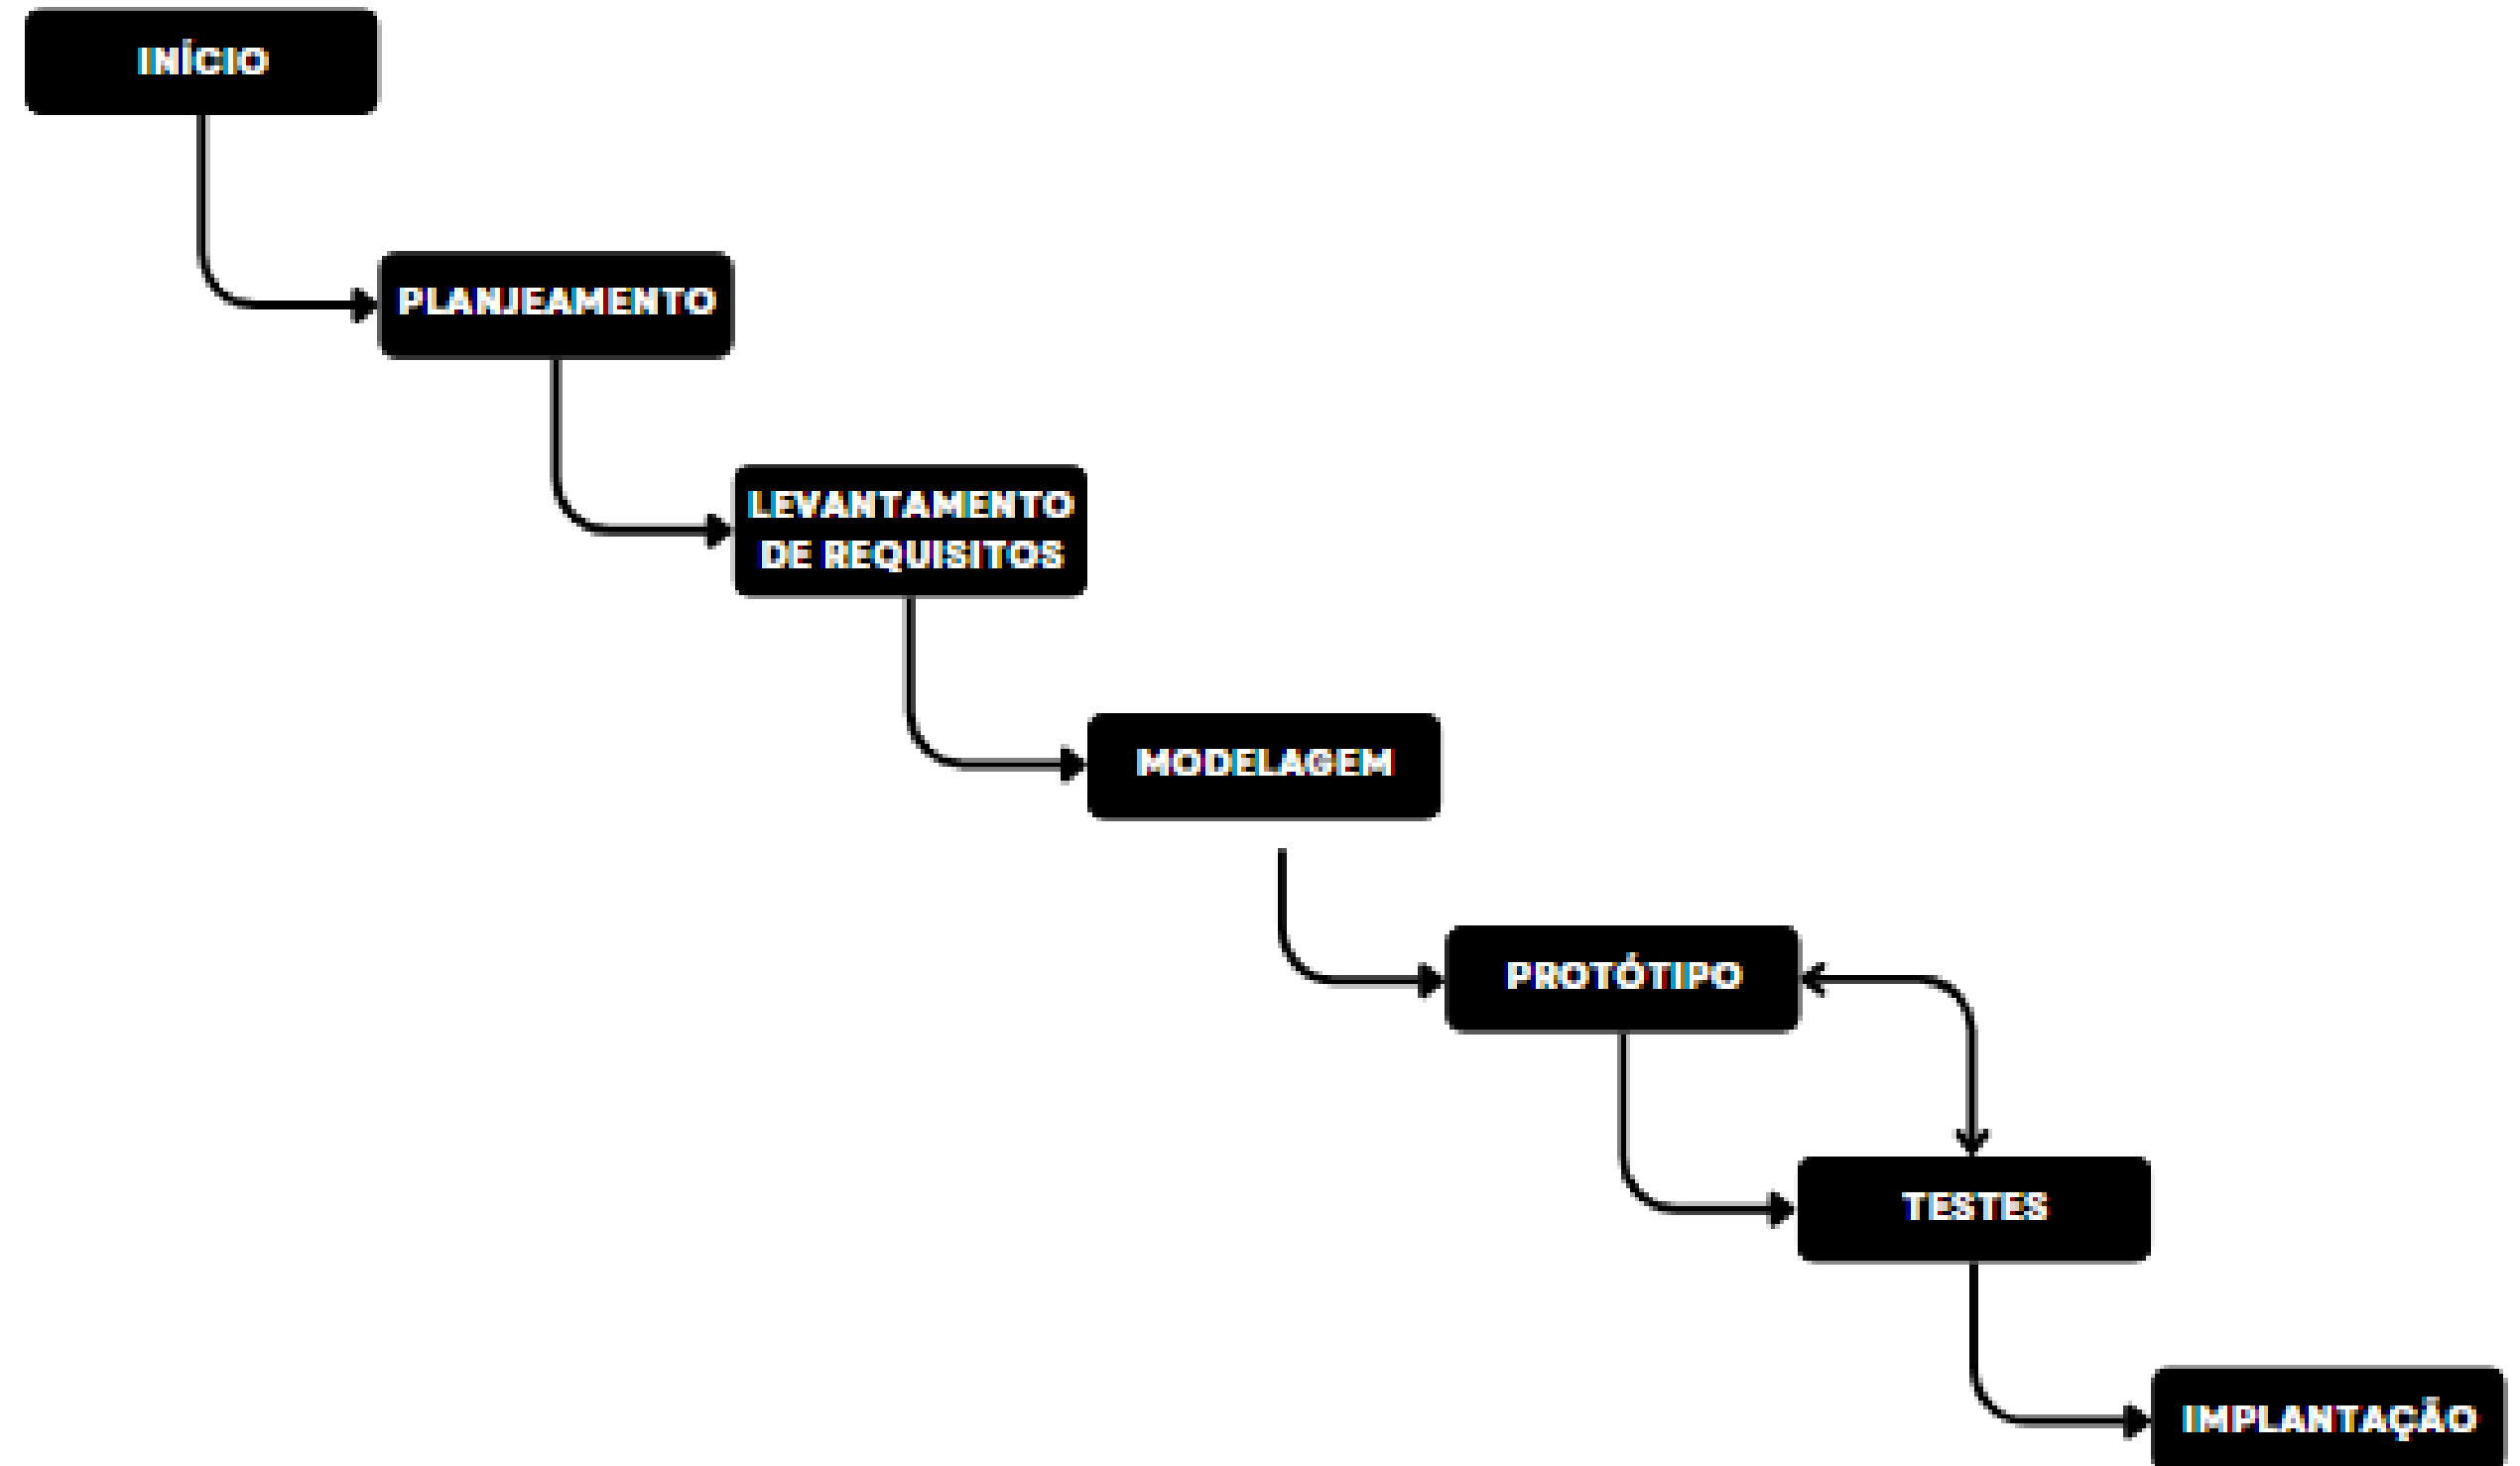 INÍCIO
PLANJEAMENTO
LEVANTAMENTO
DE REQUISITOS
MODELAGEM
PROTÓTIPO
TESTES
IMPLANTAÇÃO